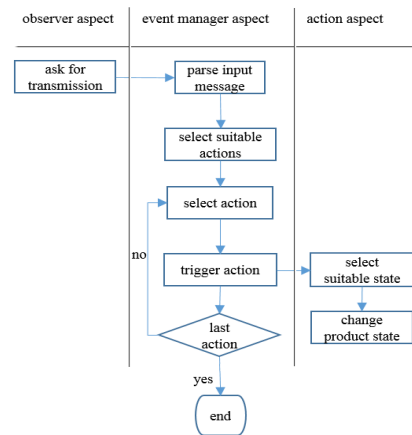 observer aspect
event manager aspect
action aspect
ask for
transmission
parse input
message
select suitable
actions
select action
no
trigger action
select
suitable state
last
action
change
product state
yes
end